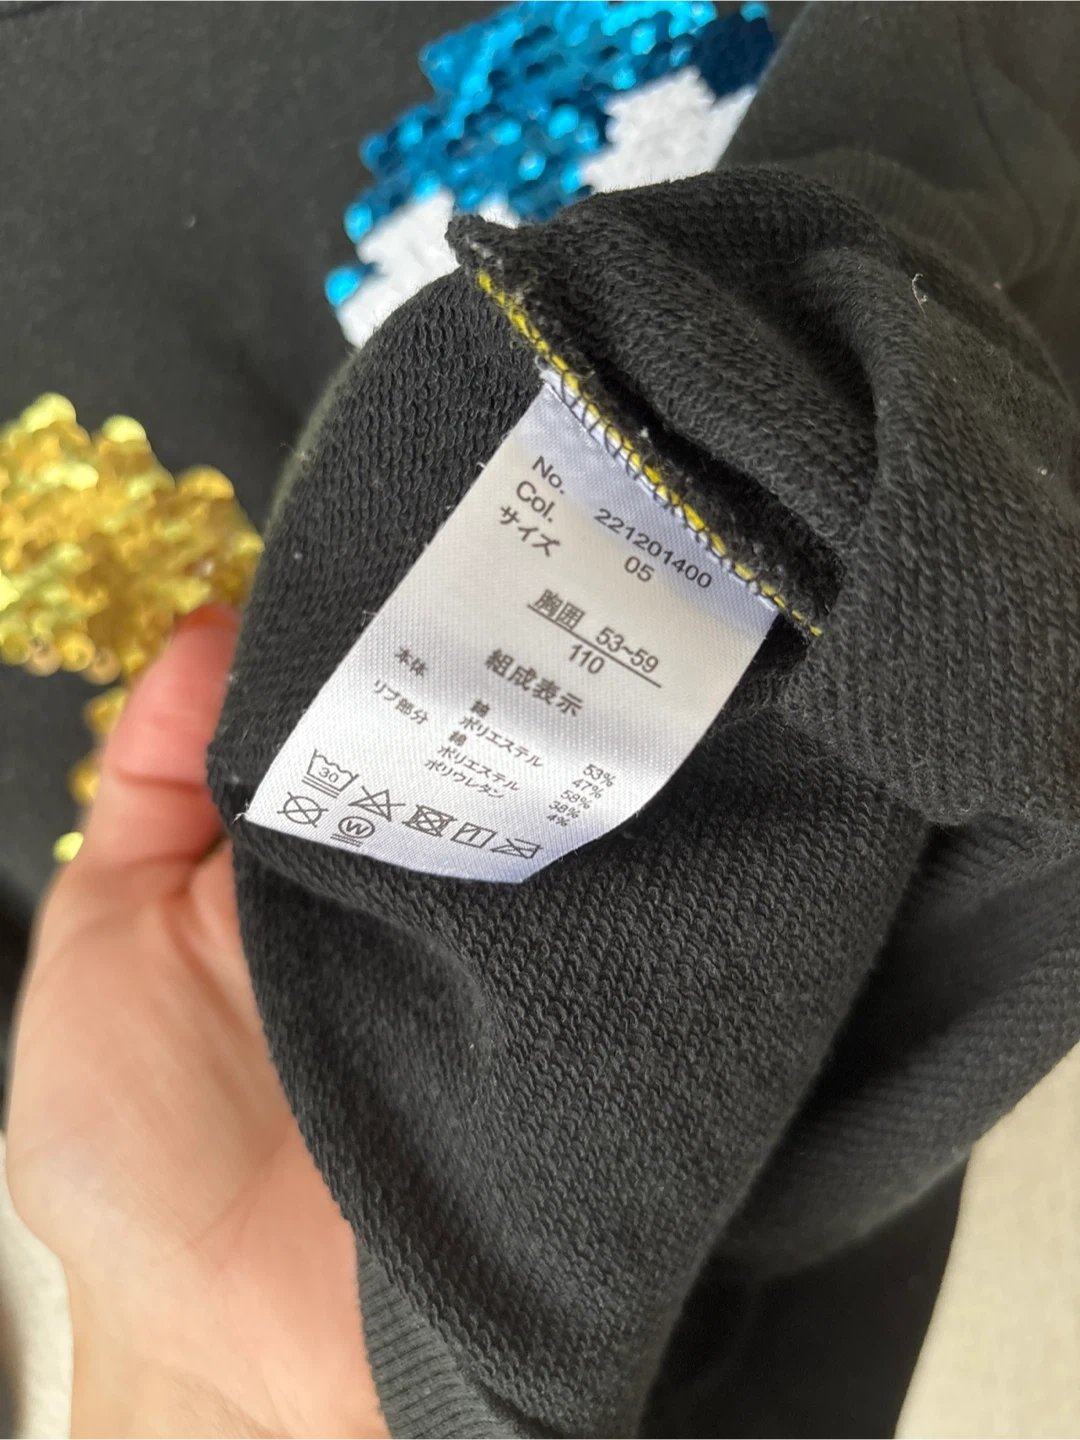 No. 221201400
Col. 05
サイズ
胸囲 53~59
110
組成表示
本体 綿 53%
ポリエステル 47%
リブ部分 綿 58%
ポリエステル 38%
ポリウレタン 4%
30
W